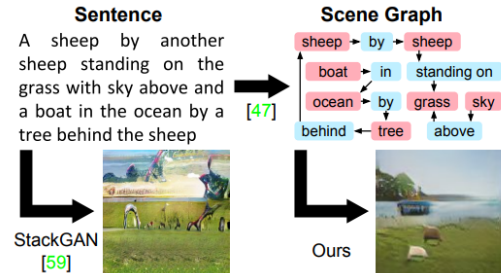 Sentence
A sheep by another
sheep standing on the
grass with sky above and
a boat in the ocean by a
tree behind the sheep
[47]
StackGAN
[59]
Scene Graph
sheep by sheep
boat in standing on
ocean by grass sky
behind tree above
Ours